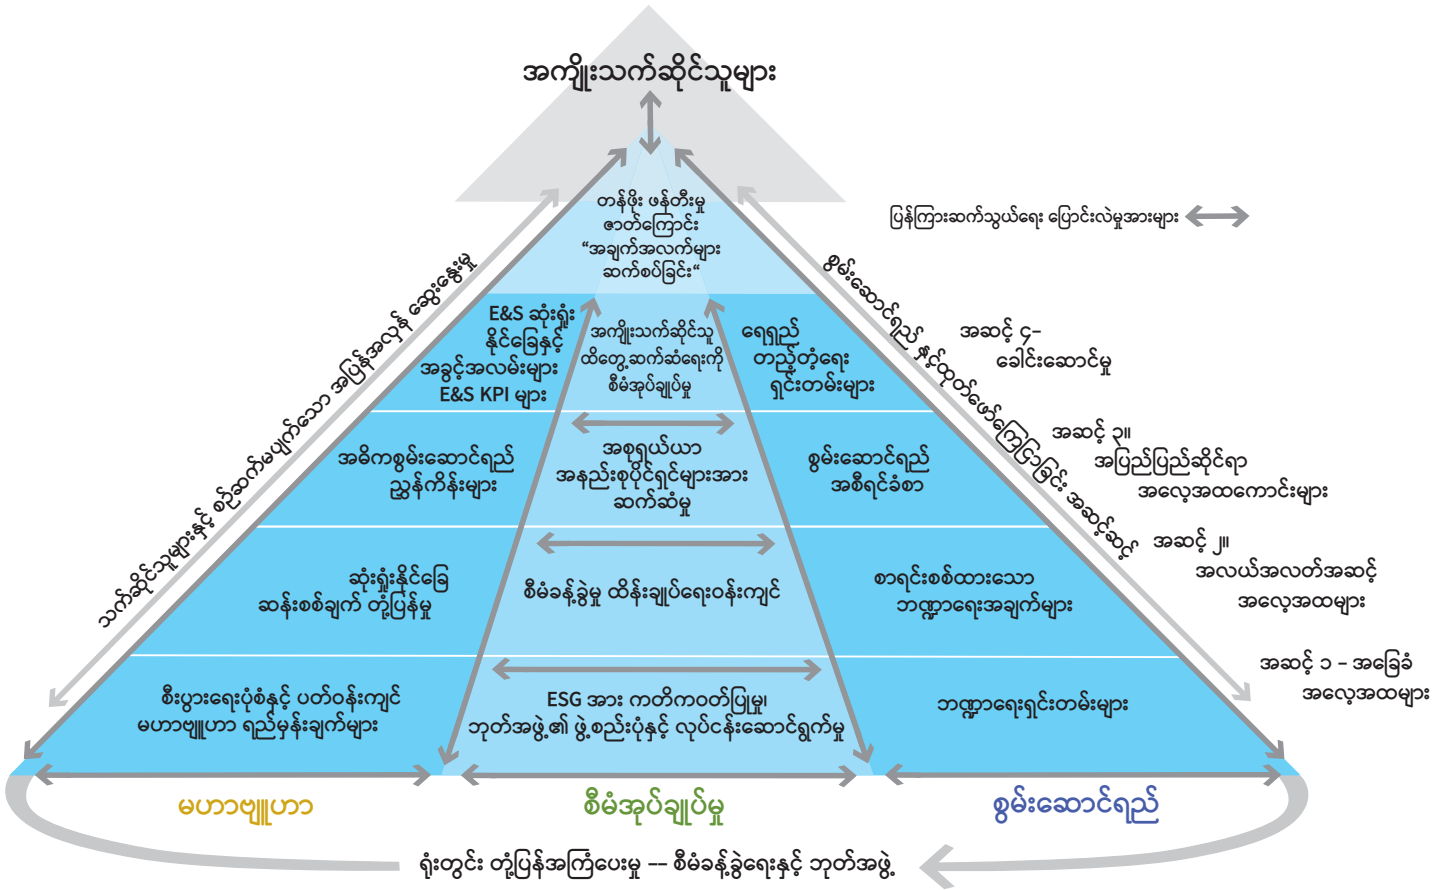 အကျိုးသက်ဆိုင်သူများ
တန်ဖိုး ဖန်တီးမှု
ဇာတ်ကြောင်း
“အချက်အလက်များ
ဆက်စပ်ခြင်း“
ပြန်ကြားဆက်သွယ်ရေး ပြောင်းလဲမှုအားများ
သက်ဆိုင်သူများနှင့် စဉ်ဆက်မပျက်သော အပြန်အလှန် ဆွေးနွေးမှု
စွမ်းဆောင်ရည် နှင့်ထုတ်ဖော်ကြေငြာခြင်း အဆင့်ဆင့်
E&S ဆုံးရှုံး
နိုင်ခြေနှင့်
အခွင့်အလမ်းများ
E&S KPI များ
အကျိုးသက်ဆိုင်သူ
ထိတွေ့ဆက်ဆံရေးကို
စီမံအုပ်ချုပ်မှု
ရေရှည်
တည်တံ့ရေး
ရှင်းတမ်းများ
အဆင့် ၄–
ခေါင်းဆောင်မှု
အဓိကစွမ်းဆောင်ရည်
ညွှန်ကိန်းများ
အစုရှယ်ယာ
အနည်းစုပိုင်ရှင်များအား
ဆက်ဆံမှု
စွမ်းဆောင်ရည်
အစီရင်ခံစာ
အဆင့် ၃။
အပြည်ပြည်ဆိုင်ရာ
အလေ့အထကောင်းများ
ဆုံးရှုံးနိုင်ခြေ
ဆန်းစစ်ချက် တုံ့ပြန်မှု
စီမံခန့်ခွဲမှု ထိန်းချုပ်ရေးဝန်းကျင်
စာရင်းစစ်ထားသော
ဘဏ္ဍာရေးအချက်များ
အဆင့် ၂။
အလယ်အလတ်အဆင့်
အလေ့အထများ
စီးပွားရေးပုံစံနှင့် ပတ်ဝန်းကျင်
မဟာဗျူဟာ ရည်မှန်းချက်များ
ESG အား ကတိကဝတ်ပြုမှု၊
ဘုတ်အဖွဲ့၏ ဖွဲ့စည်းပုံနှင့် လုပ်ငန်းဆောင်ရွက်မှု
ဘဏ္ဍာရေးရှင်းတမ်းများ
အဆင့် ၁ – အခြေခံ
အလေ့အထများ
မဟာဗျူဟာ
စီမံအုပ်ချုပ်မှု
စွမ်းဆောင်ရည်
ရုံးတွင်း တုံ့ပြန်အကြံပေးမှု –– စီမံခန့်ခွဲရေးနှင့် ဘုတ်အဖွဲ့